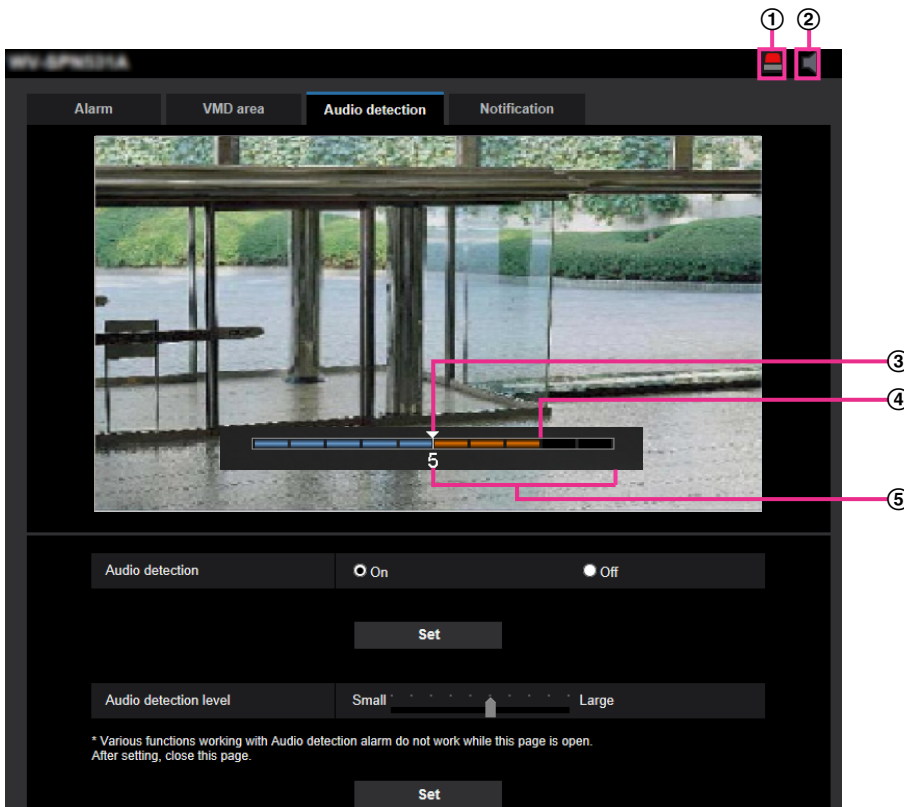 ① ②
Alarm VMD area Audio detection Notification
③
④
5
⑤
Audio detection On Off
Set
Audio detection level Small Large
* Various functions working with Audio detection alarm do not work while this page is open.
After setting, close this page.
Set